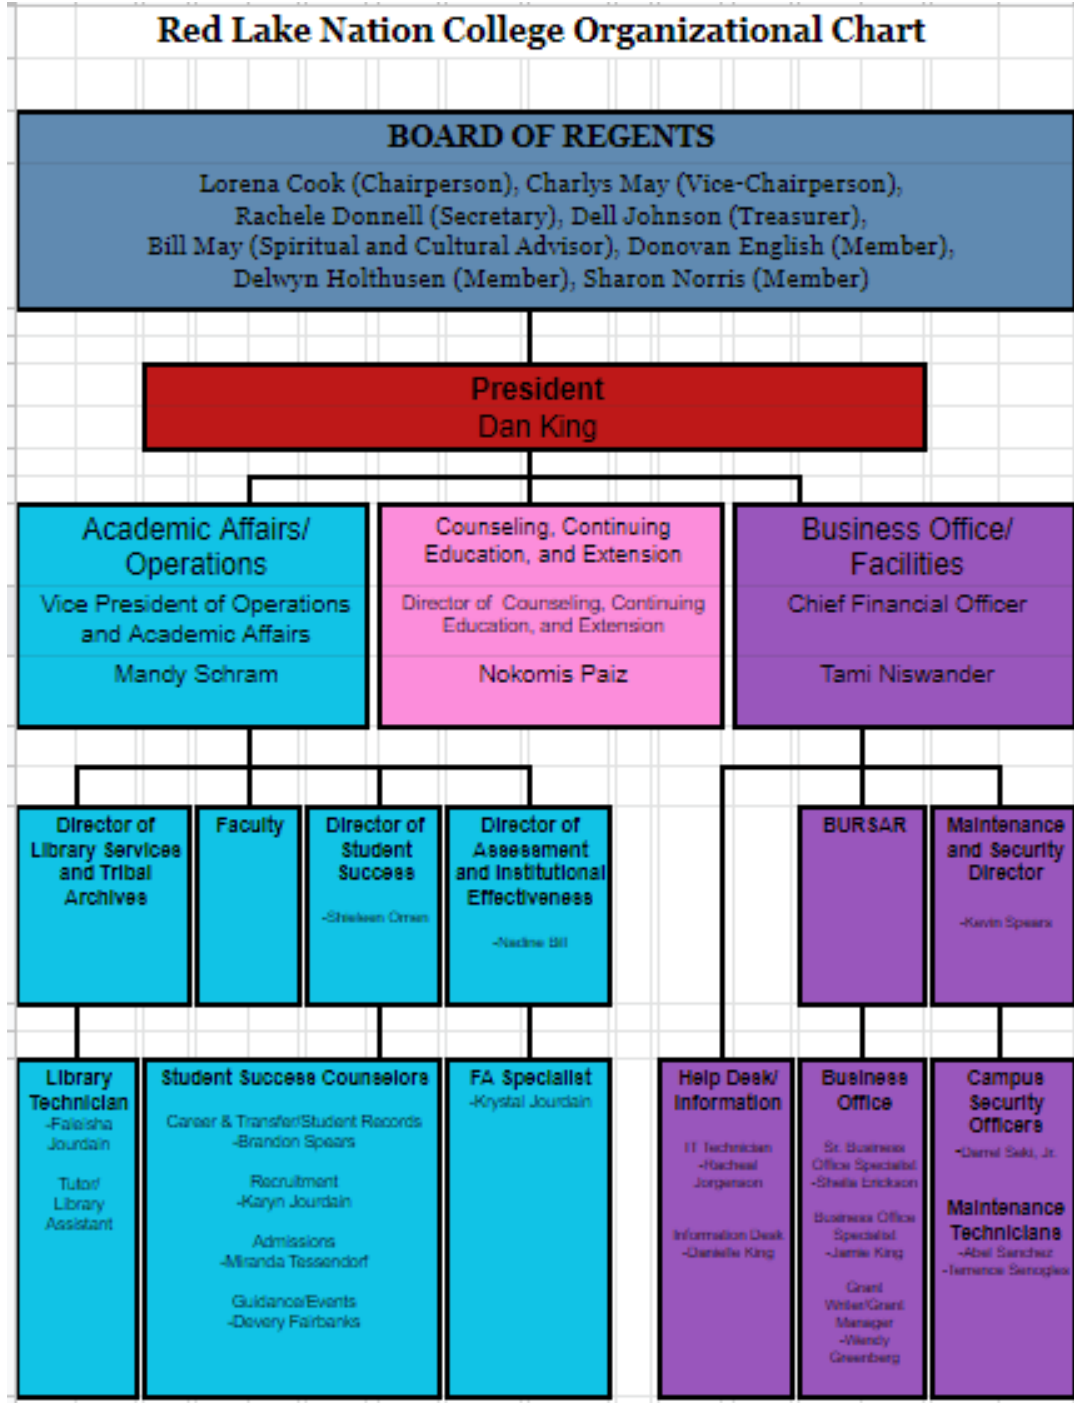 Red Lake Nation College Organizational Chart
BOARD OF REGENTS
Lorena Cook (Chairperson), Charlys May (Vice-Chairperson),
Rachele Donnell (Secretary), Dell Johnson (Treasurer),
Bill May (Spiritual and Cultural Advisor), Donovan English (Member),
Delwyn Holthusen (Member), Sharon Norris (Member)
President
Dan King
Academic Affairs/
Operations
Vice President of Operations
and Academic Affairs
Mandy Schram
Counseling, Continuing
Education, and Extension
Director of Counseling, Continuing
Education, and Extension
Nokomis Paiz
Business Office/
Facilities
Chief Financial Officer
Tami Niswander
Director of
Library Services
and Tribal
Archives
Faculty
Director of
Student
Success
Director of
Assessment
and Institutional
Effectiveness
-Nadine Bill
BURSAR
Maintenance
and Security
Director
-Kevin Spears
Library
Technician
-Faleisha
Jourdain
Tutor/
Library
Assistant
Student Success Counselors
Career & Transfer/Student Records
-Brandon Spears
Recruitment
-Karyn Jourdain
Admissions
-Miranda Tessendorf
Guidance/Events
-Devery Fairbanks
FA Specialist
-Krystal Jourdain
Help Desk/
Information
IT Technician
-Racheal
Jorgenson
Information Desk
-Danielle King
Business
Office
Sr. Business
Office Specialist
-Sheila Erickson
Business Office
Specialist
-Jamie King
Grant
Writer/Grant
Manager
-Wendy
Greenberg
Campus
Security
Officers
-Darrel Seki, Jr.
Maintenance
Technicians
-Abel Sanchez
-Terrence